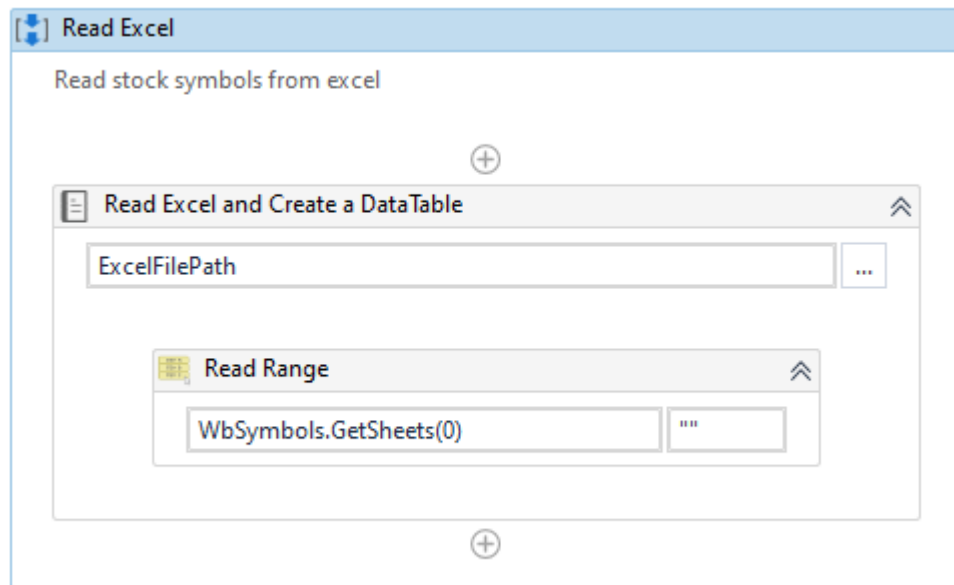 Read Excel
Read stock symbols from excel
Read Excel and Create a DataTable
ExcelFilePath
...
Read Range
WbSymbols.GetSheets(0)
""